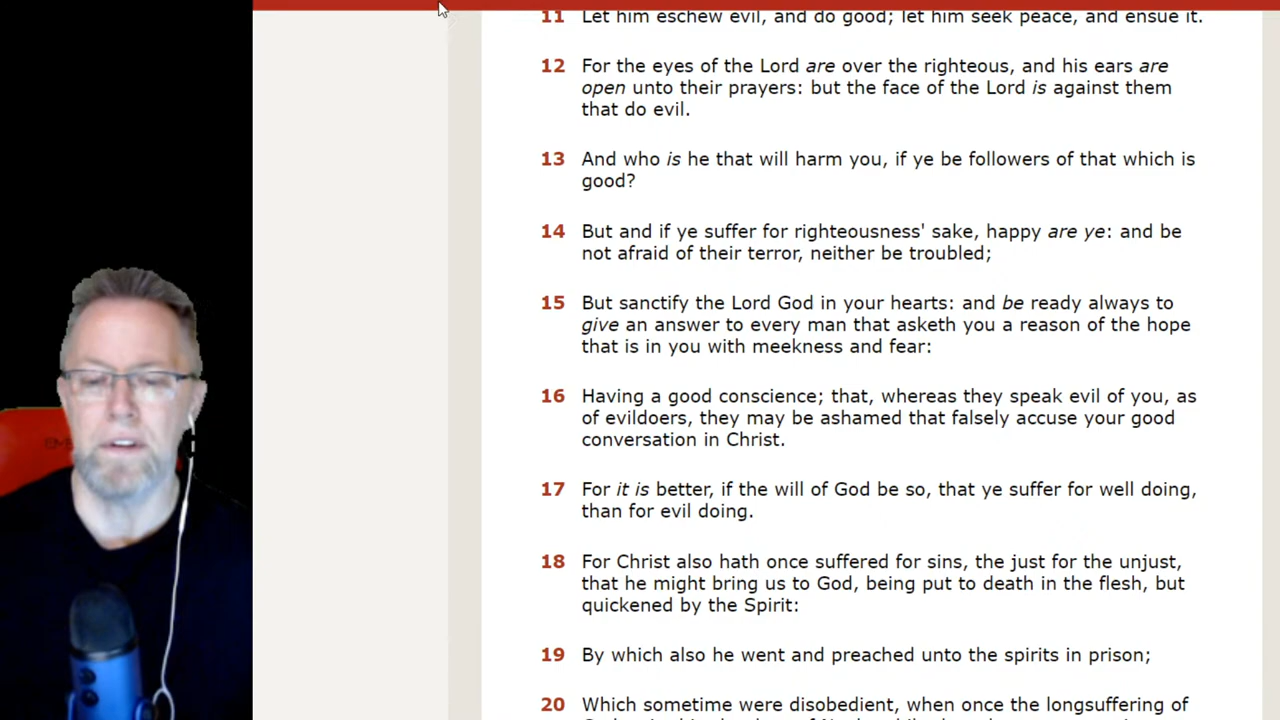 11 Let him eschew evil, and do good; let him seek peace, and ensue it.
12 For the eyes of the Lord are over the righteous, and his ears are
open unto their prayers: but the face of the Lord is against them
that do evil.
13 And who is he that will harm you, if ye be followers of that which is
good?
14 But and if ye suffer for righteousness' sake, happy are ye: and be
not afraid of their terror, neither be troubled;
15 But sanctify the Lord God in your hearts: and be ready always to
give an answer to every man that asketh you a reason of the hope
that is in you with meekness and fear:
16 Having a good conscience; that, whereas they speak evil of you, as
of evildoers, they may be ashamed that falsely accuse your good
conversation in Christ.
17 For it is better, if the will of God be so, that ye suffer for well doing,
than for evil doing.
18 For Christ also hath once suffered for sins, the just for the unjust,
that he might bring us to God, being put to death in the flesh, but
quickened by the Spirit:
19 By which also he went and preached unto the spirits in prison;
20 Which sometime were disobedient, when once the longsuffering of